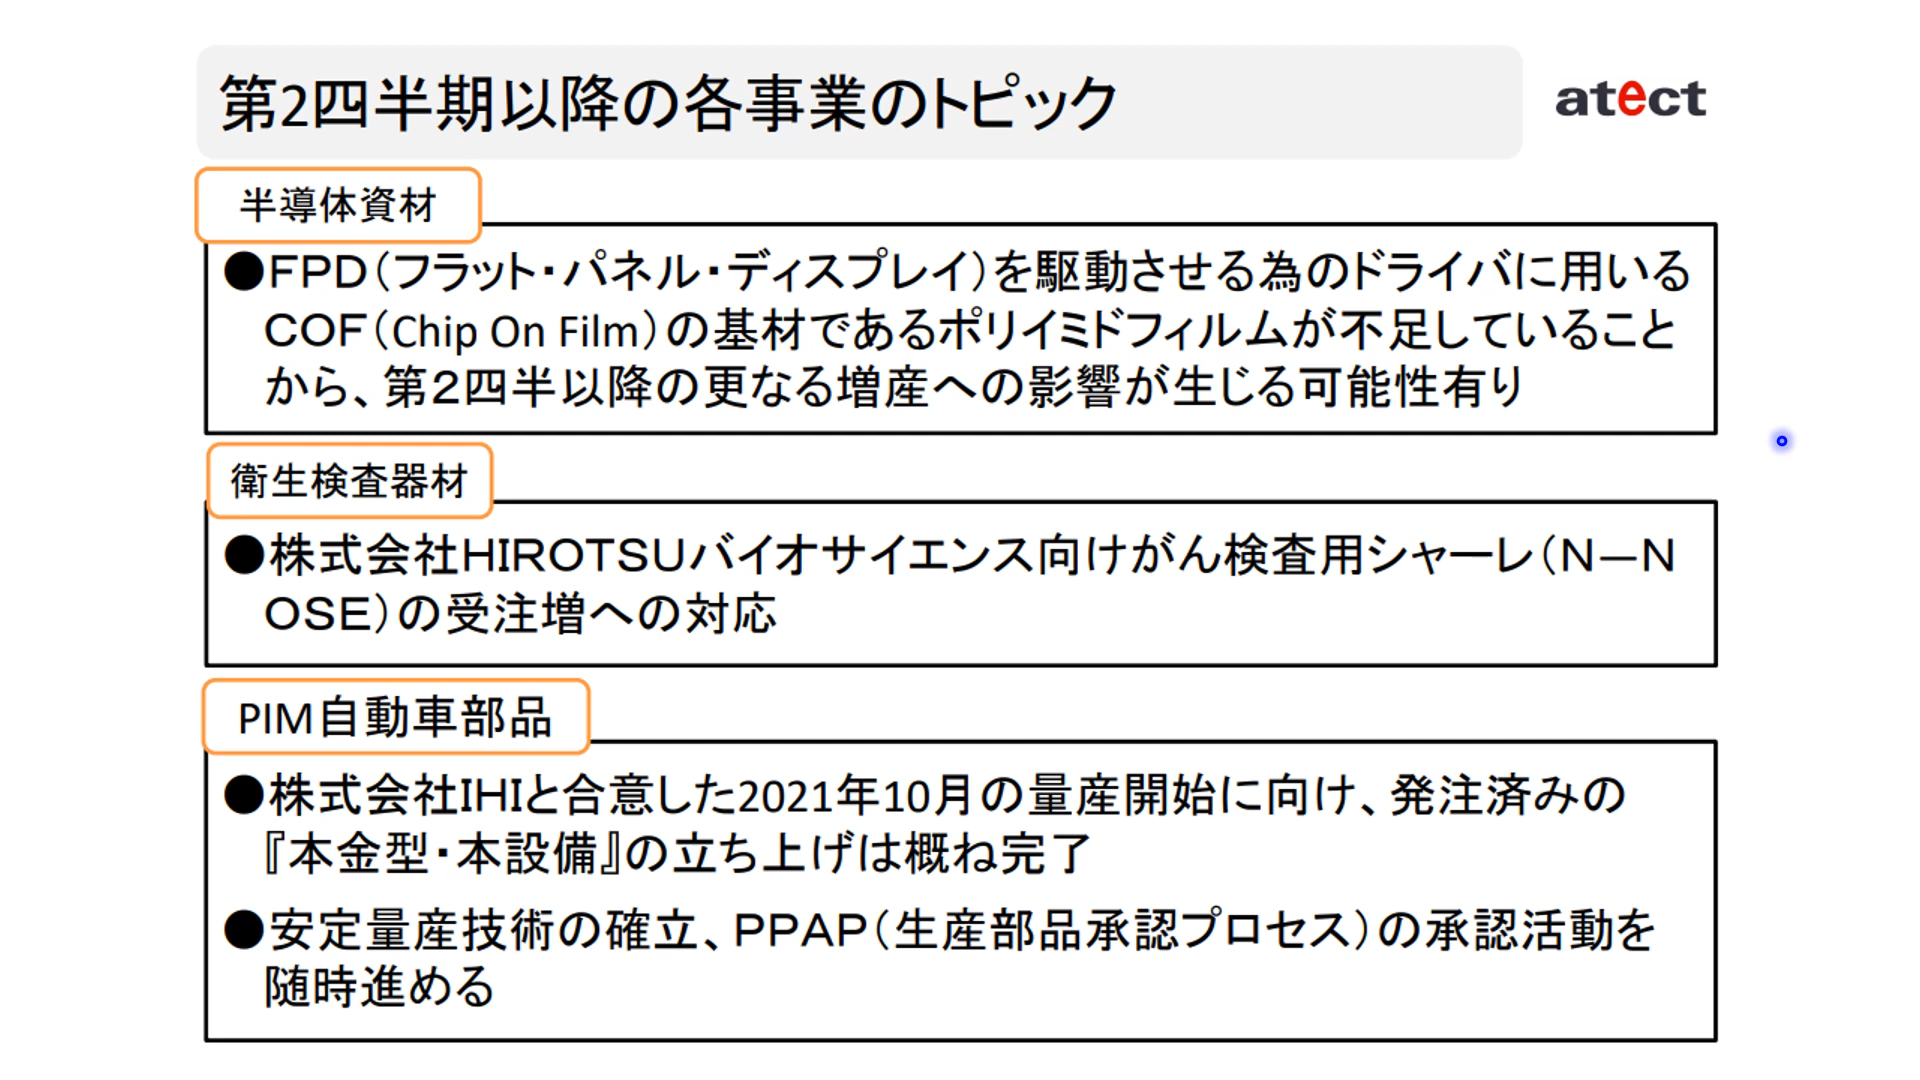 第2四半期以降の各事業のトピック
atect
半導体資材
●ＦＰＤ（フラット・パネル・ディスプレイ）を駆動させる為のドライバに用いる
ＣＯＦ（Chip On Film）の基材であるポリイミドフィルムが不足していること
から、第２四半以降の更なる増産への影響が生じる可能性有り
衛生検査器材
●株式会社ＨＩＲＯＴＳＵバイオサイエンス向けがん検査用シャーレ（Ｎ―Ｎ
ＯＳＥ）の受注増への対応
PIM自動車部品
●株式会社ＩＨＩと合意した2021年10月の量産開始に向け、発注済みの
『本金型・本設備』の立ち上げは概ね完了
●安定量産技術の確立、ＰＰＡＰ（生産部品承認プロセス）の承認活動を
随時進める